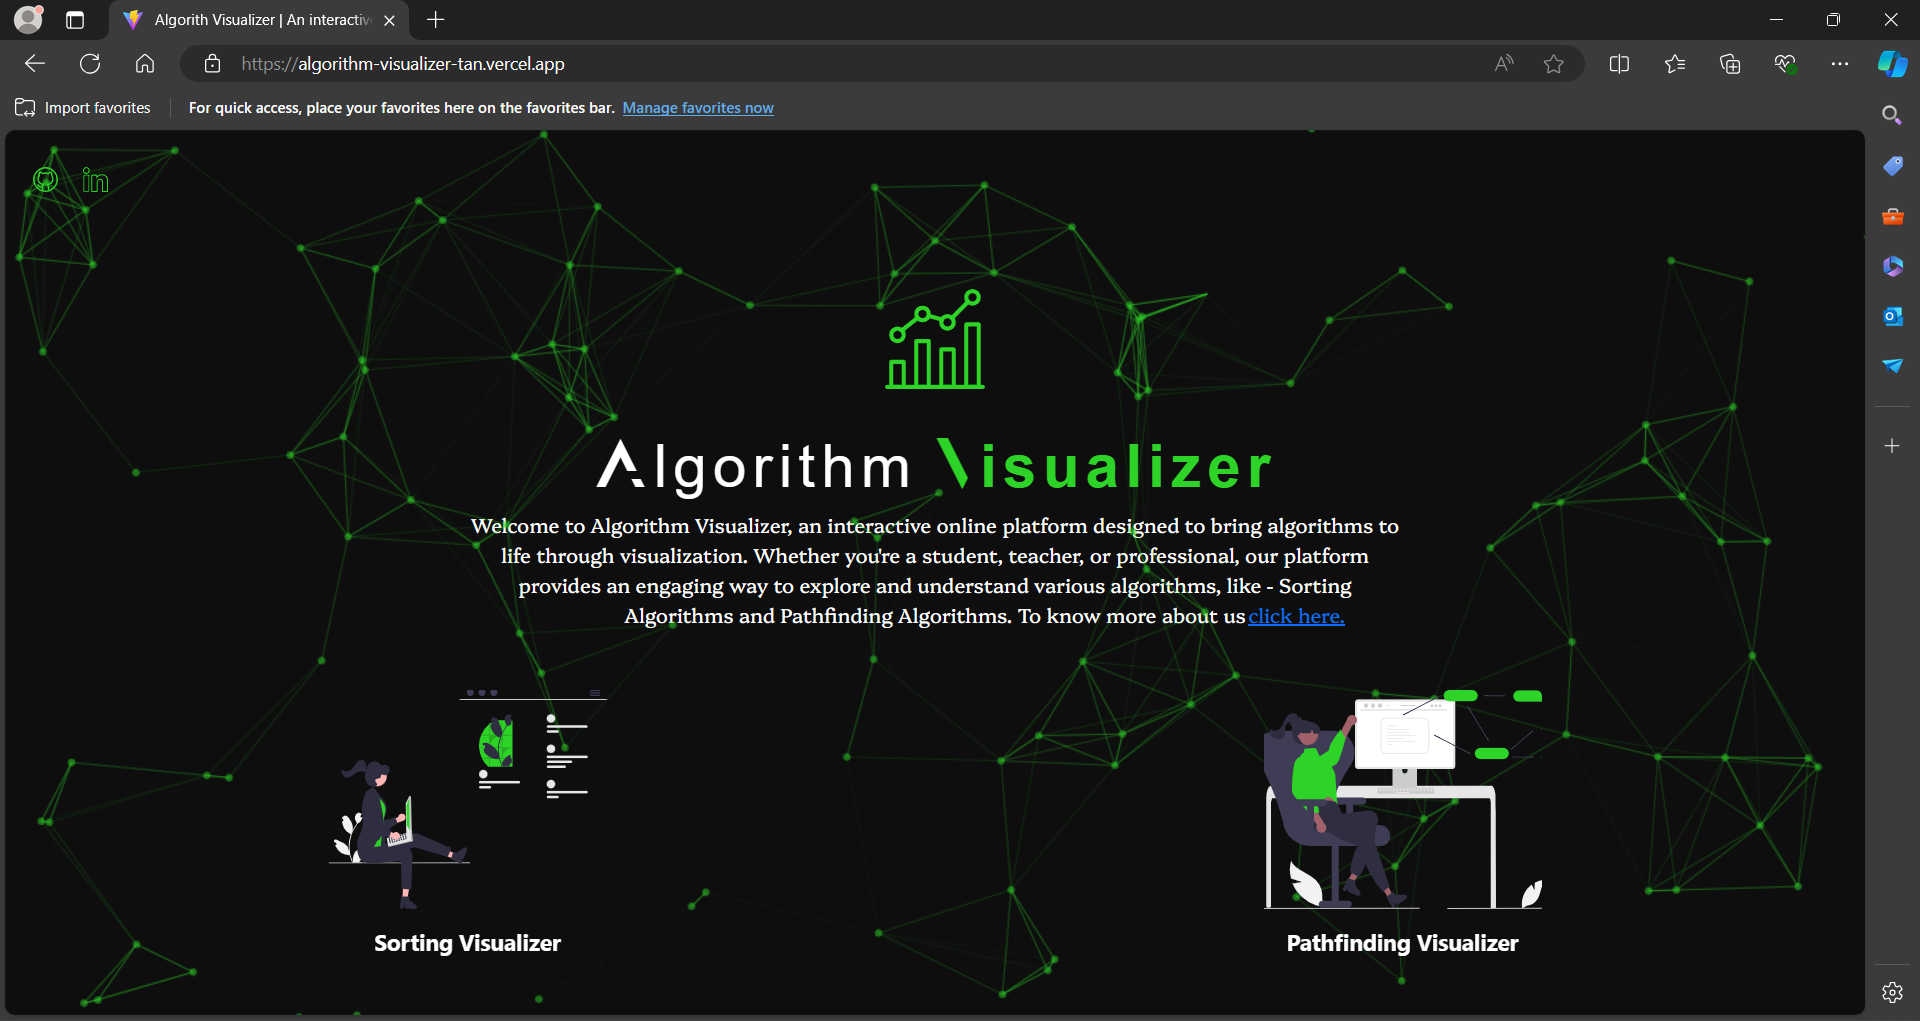 Algorith Visualizer | An interactive
https://algorithm-visualizer-tan.vercel.app
Import favorites
For quick access, place your favorites here on the favorites bar. Manage favorites now
in
Algorithm Visualizer
Welcome to Algorithm Visualizer, an interactive online platform designed to bring algorithms to
life through visualization. Whether you're a student, teacher, or professional, our platform
provides an engaging way to explore and understand various algorithms, like - Sorting
Algorithms and Pathfinding Algorithms. To know more about us click here.
Sorting Visualizer
Pathfinding Visualizer